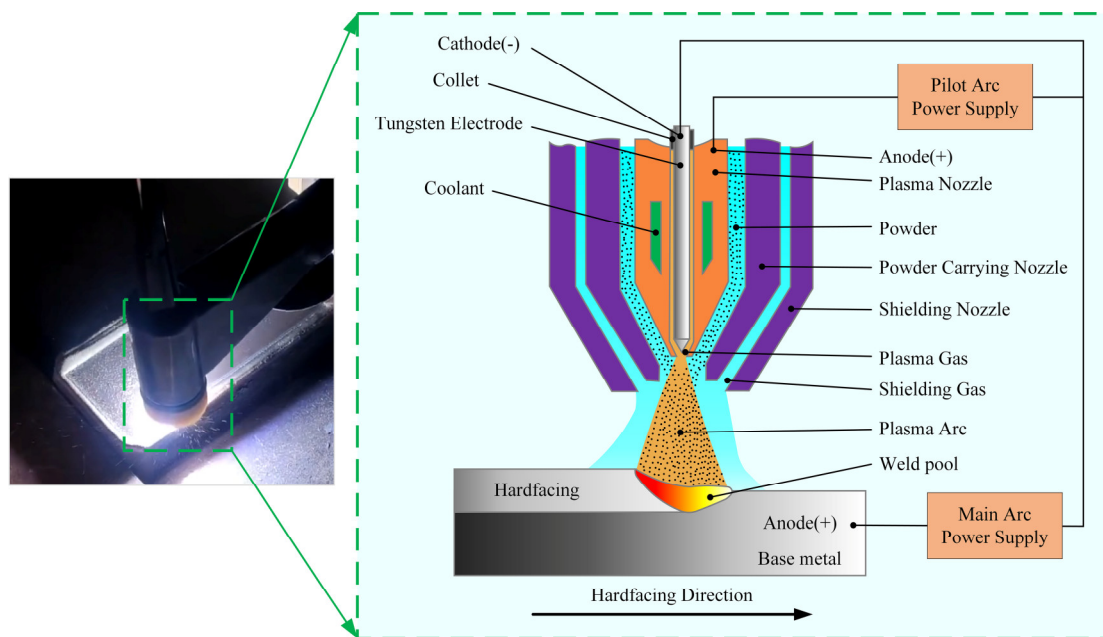 Cathode(-)
Collet
Tungsten Electrode
Coolant
Pilot Arc
Power Supply
Anode(+)
Plasma Nozzle
Powder
Powder Carrying Nozzle
Shielding Nozzle
Plasma Gas
Shielding Gas
Plasma Arc
Weld pool
Hardfacing
Anode(+)
Base metal
Main Arc
Power Supply
Hardfacing Direction